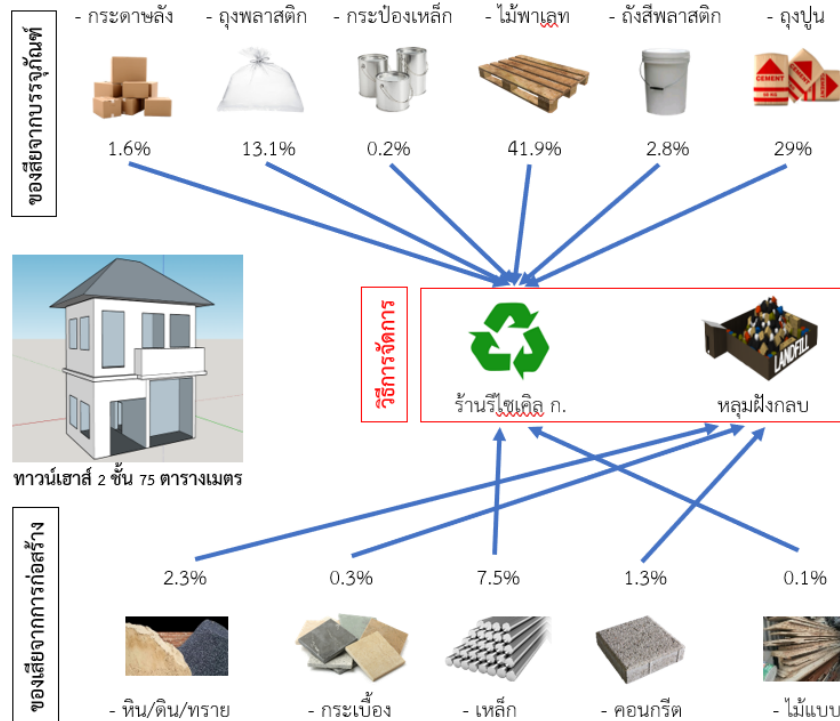 - กระดาษลัง - ถุงพลาสติก - กระป๋องเหล็ก - ไม้พาเลท - ถังสีพลาสติก - ถุงปูน
ของเสียจากบรรจุภัณฑ์
CEMENT
CEMENT
1.6% 13.1% 0.2% 41.9% 2.8% 29%
วิธีการจัดการ
LANDFILL
ร้านรีไซเคิล ก. หลุมฝังกลบ
ทาวน์เฮาส์ 2 ชั้น 75 ตารางเมตร
ของเสียจากการก่อสร้าง
2.3% 0.3% 7.5% 1.3% 0.1%
- หิน/ดิน/ทราย - กระเบื้อง - เหล็ก - คอนกรีต - ไม้แบบ